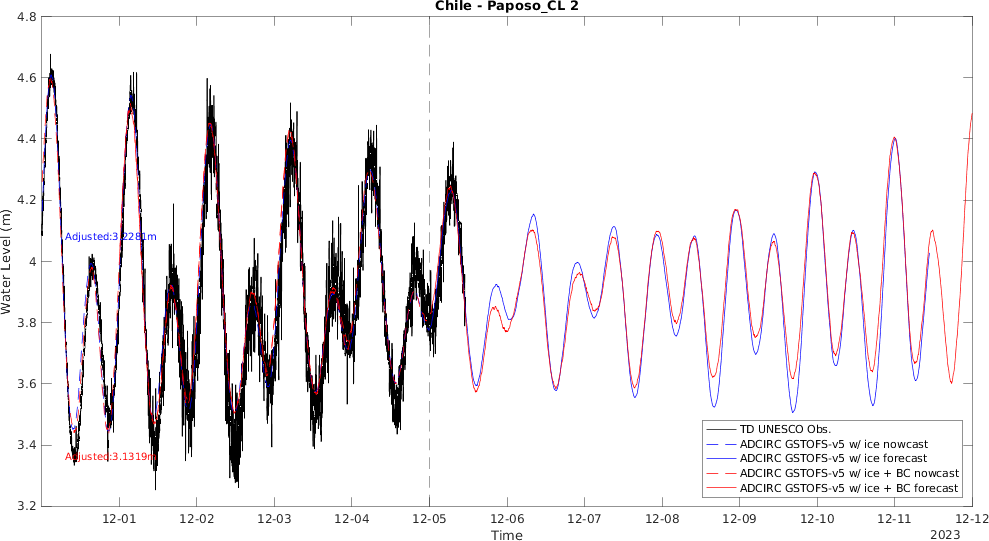 Chile - Paposo_CL 2
4.8
4.6
4.4
4.2
4
3.8
3.6
3.4
3.2
Water Level (m)
Adjusted:3.2281m
Adjusted:3.1319m
TD UNESCO Obs.
ADCIRC GSTOFS-v5 w/ ice nowcast
ADCIRC GSTOFS-v5 w/ ice forecast
ADCIRC GSTOFS-v5 w/ ice + BC nowcast
ADCIRC GSTOFS-v5 w/ ice + BC forecast
12-01 12-02 12-03 12-04 12-05 12-06 12-07 12-08 12-09 12-10 12-11 12-12
Time
2023